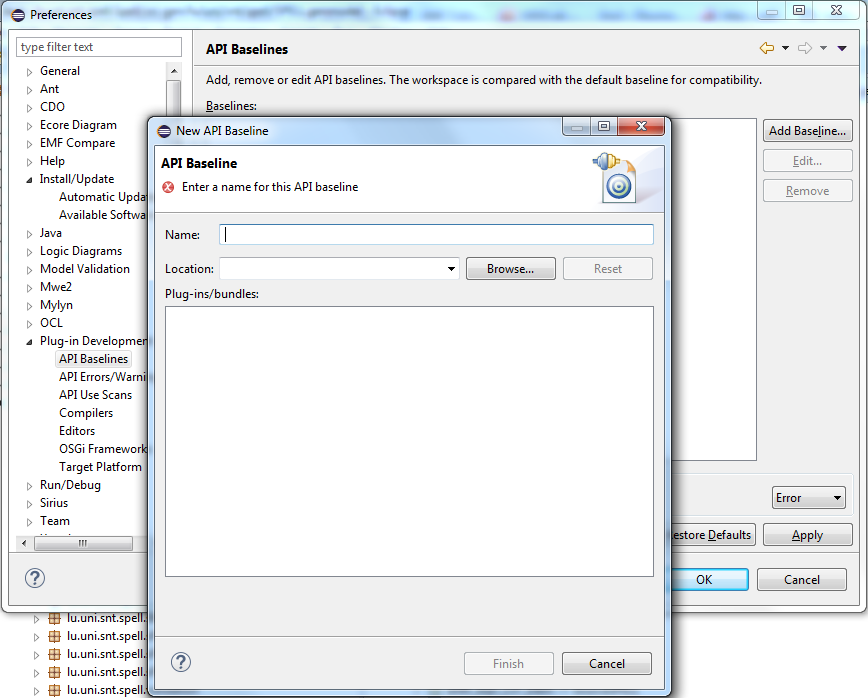 Preferences
type filter text
General
Ant
CDO
Ecore Diagram
EMF Compare
Help
Install/Update
Automatic Upda
Available Softwa
Java
Logic Diagrams
Model Validation
Mwe2
Mylyn
OCL
Plug-in Developmen
API Baselines
API Errors/Warni
API Use Scans
Compilers
Editors
OSGi Framework
Target Platform
Run/Debug
Sirius
Team
API Baselines
Add, remove or edit API baselines. The workspace is compared with the default baseline for compatibility.
Baselines:
Add Baseline...
Edit...
Remove
Error
estore Defaults
Apply
OK
Cancel
New API Baseline
API Baseline
Enter a name for this API baseline
Name:
Location:
Browse...
Reset
Plug-ins/bundles:
Finish
Cancel
lu.uni.snt.spell.
lu.uni.snt.spell.
lu.uni.snt.spell.
lu.uni.snt.spell.
lu.uni.snt.spell.